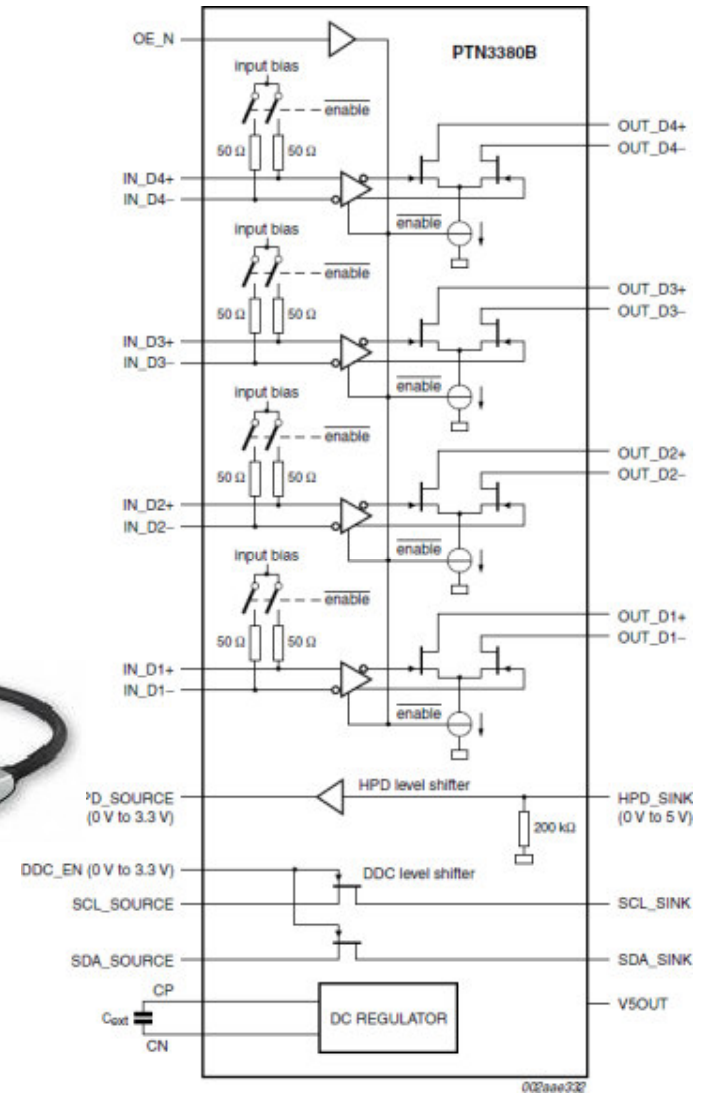 OE_N
PTN3380B
input bias
enable
50 Ω 50 Ω
OUT_D4+
OUT_D4−
IN_D4+
IN_D4−
enable
input bias
enable
50 Ω 50 Ω
OUT_D3+
OUT_D3−
IN_D3+
IN_D3−
enable
input bias
enable
50 Ω 50 Ω
OUT_D2+
OUT_D2−
IN_D2+
IN_D2−
enable
input bias
enable
50 Ω 50 Ω
OUT_D1+
OUT_D1−
IN_D1+
IN_D1−
enable
HPD level shifter
PD_SOURCE
(0 V to 3.3 V)
HPD_SINK
(0 V to 5 V)
200 kΩ
DDC_EN (0 V to 3.3 V)
DDC level shifter
SCL_SOURCE
SCL_SINK
SDA_SOURCE
SDA_SINK
CP
Cext
CN
DC REGULATOR
V5OUT
002aae332